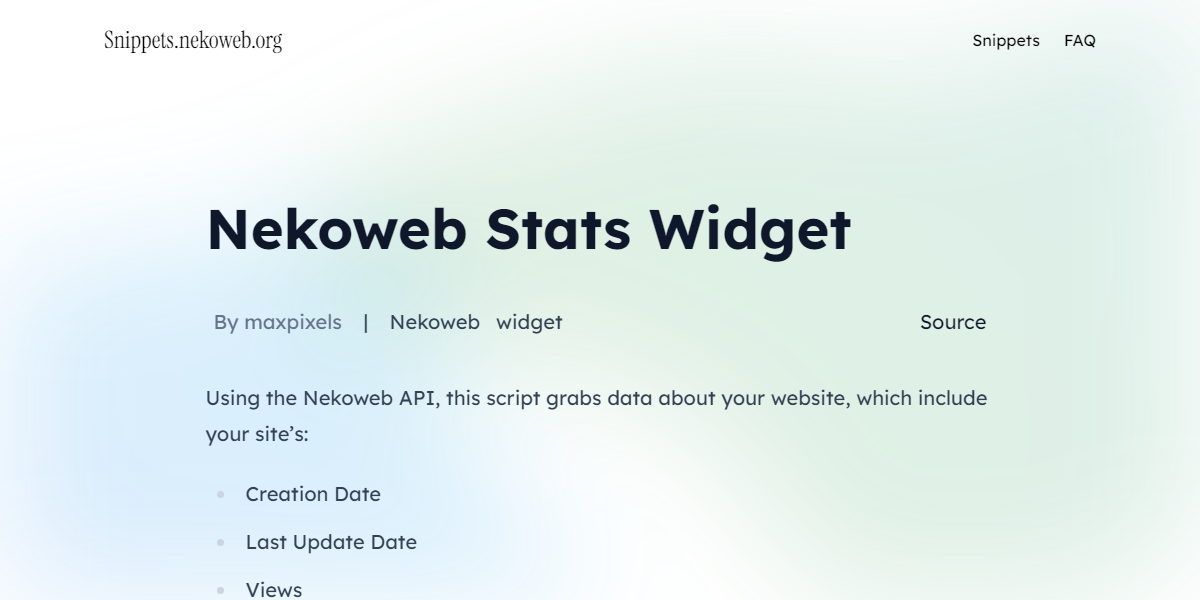 Snippets.nekoweb.org Snippets FAQ
Nekoweb Stats Widget
By maxpixels | Nekoweb widget Source
Using the Nekoweb API, this script grabs data about your website, which include
your site’s:
Creation Date
Last Update Date
Views